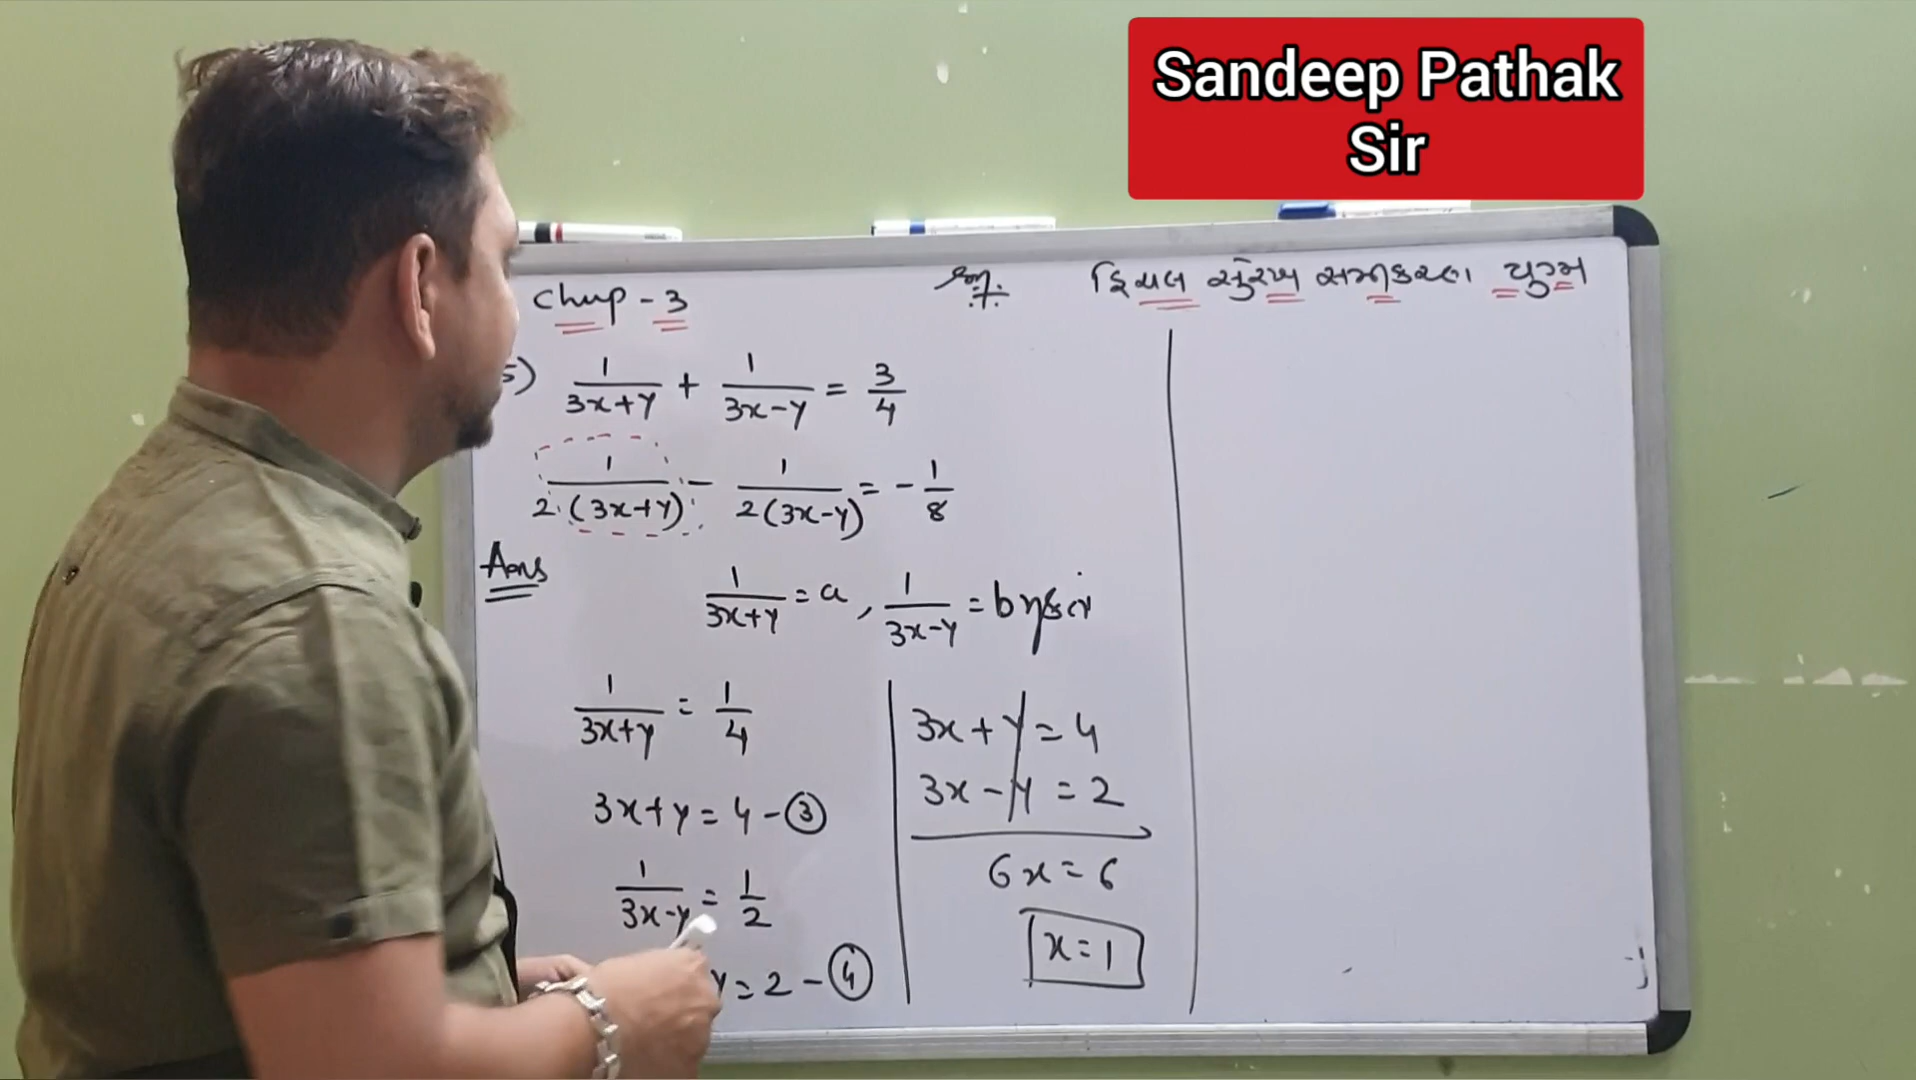 Sandeep Pathak
Sir
Chap - 3
દ્વિચલ સુરેખ સમીકરણ યુગ્મ
5) 1/(3x+y) + 1/(3x-y) = 3/4
1/(2(3x+y)) - 1/(2(3x-y)) = -1/8
Ans
1/(3x+y) = a, 1/(3x-y) = b
1/(3x+y) = 1/4
3x+y = 4 - ③
1/(3x-y) = 1/2
y = 2 - ④
3x + y = 4
3x - y = 2
6x = 6
x = 1